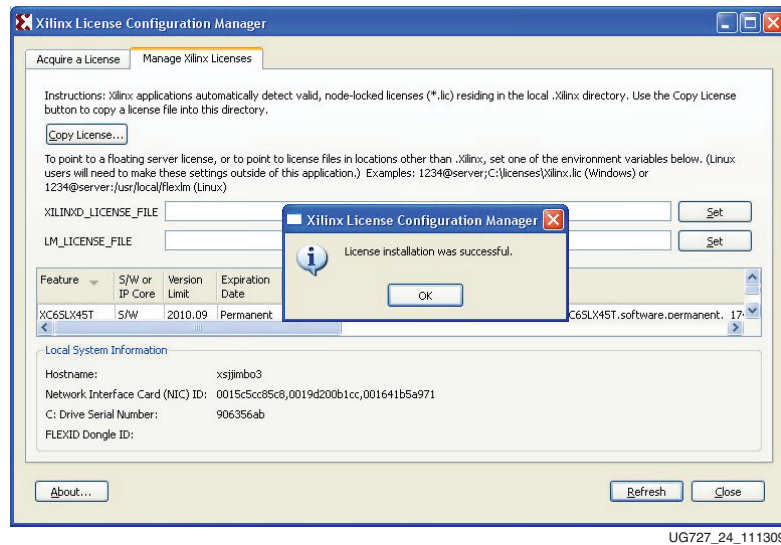 Xilinx License Configuration Manager
Acquire a License
Manage Xilinx Licenses
Instructions: Xilinx applications automatically detect valid, node-locked licenses (*.lic) residing in the local .Xilinx directory. Use the Copy License
button to copy a license file into this directory.
Copy License...
To point to a floating server license, or to point to license files in locations other than .Xilinx, set one of the environment variables below. (Linux
users will need to make these settings outside of this application.) Examples: 1234@server;C:\licenses\Xilinx.lic (Windows) or
1234@server:/usr/local/flexlm (Linux)
XILINXD_LICENSE_FILE
Set
LM_LICENSE_FILE
Set
Xilinx License Configuration Manager
License installation was successful.
OK
Feature S/W or IP Core Version Limit Expiration Date
XC6SLX45T S/W 2010.09 Permanent C6SLX45T.software.permanent. 17
Local System Information
Hostname: xsjjimbo3
Network Interface Card (NIC) ID: 0015c5cc85c8,0019d200b1cc,001641b5a971
C: Drive Serial Number: 906356ab
FLEXID Dongle ID:
About...
Refresh
Close
UG727_24_111309